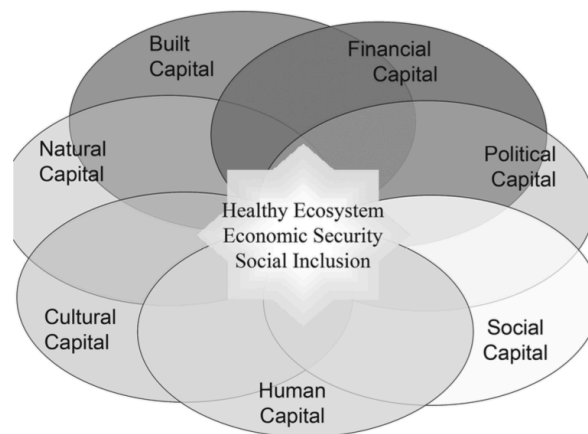 Built
Capital
Financial
Capital
Natural
Capital
Political
Capital
Healthy Ecosystem
Economic Security
Social Inclusion
Cultural
Capital
Social
Capital
Human
Capital